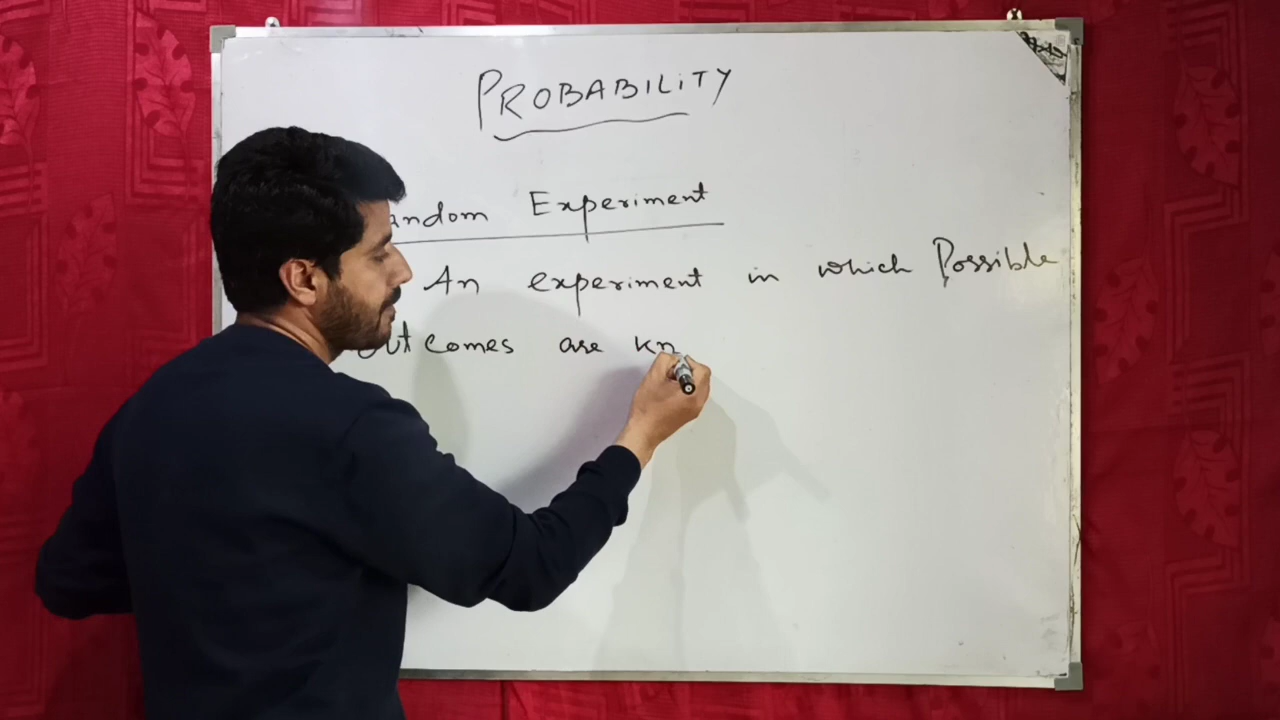 PROBABILITY
andom Experiment
An experiment in which Possible
outcomes are kn